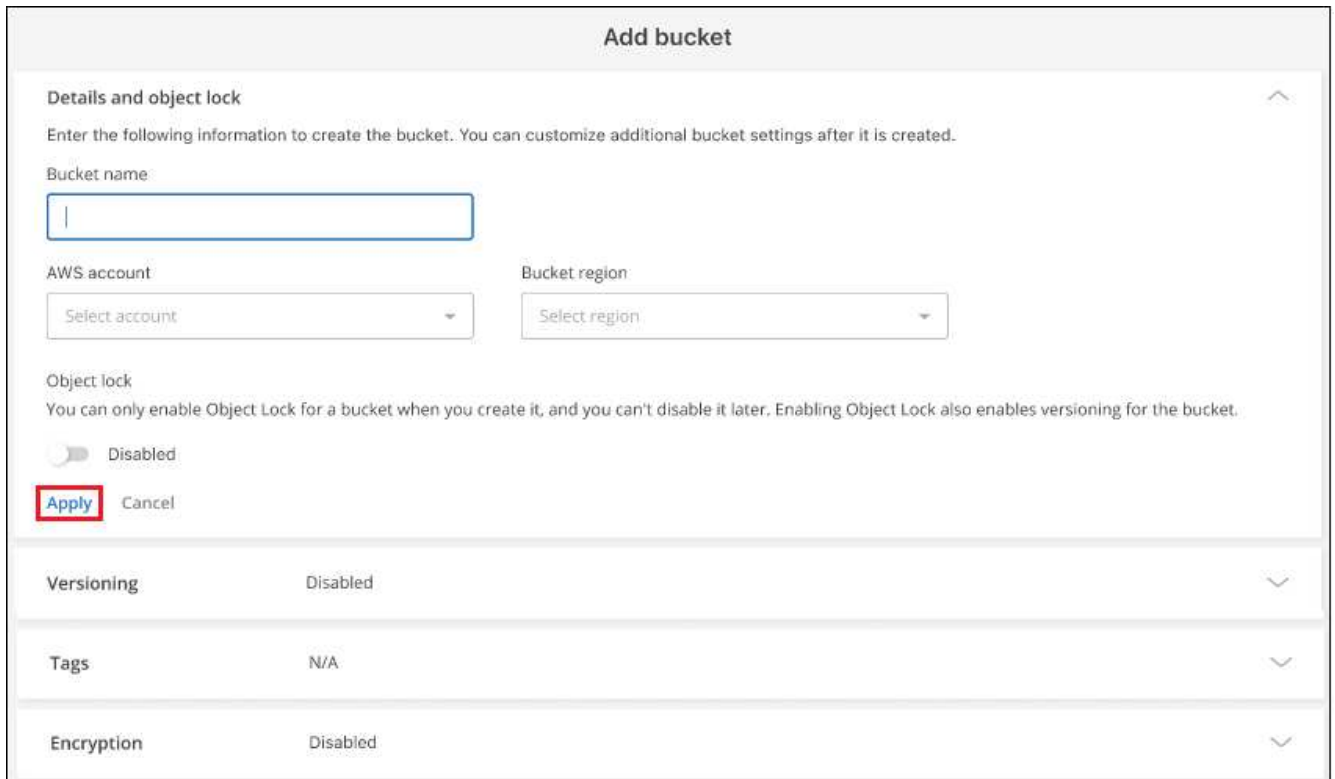 Add bucket
Details and object lock
Enter the following information to create the bucket. You can customize additional bucket settings after it is created.
Bucket name
AWS account
Bucket region
Select account
Select region
Object lock
You can only enable Object Lock for a bucket when you create it, and you can't disable it later. Enabling Object Lock also enables versioning for the bucket.
Disabled
Apply Cancel
Versioning Disabled
Tags N/A
Encryption Disabled